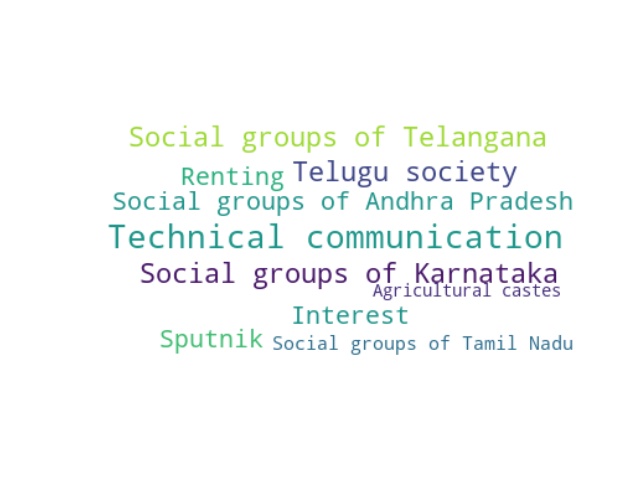 Social groups of Telangana
Renting Telugu society
Social groups of Andhra Pradesh
Technical communication
Social groups of Karnataka
Agricultural castes
Interest
Sputnik Social groups of Tamil Nadu